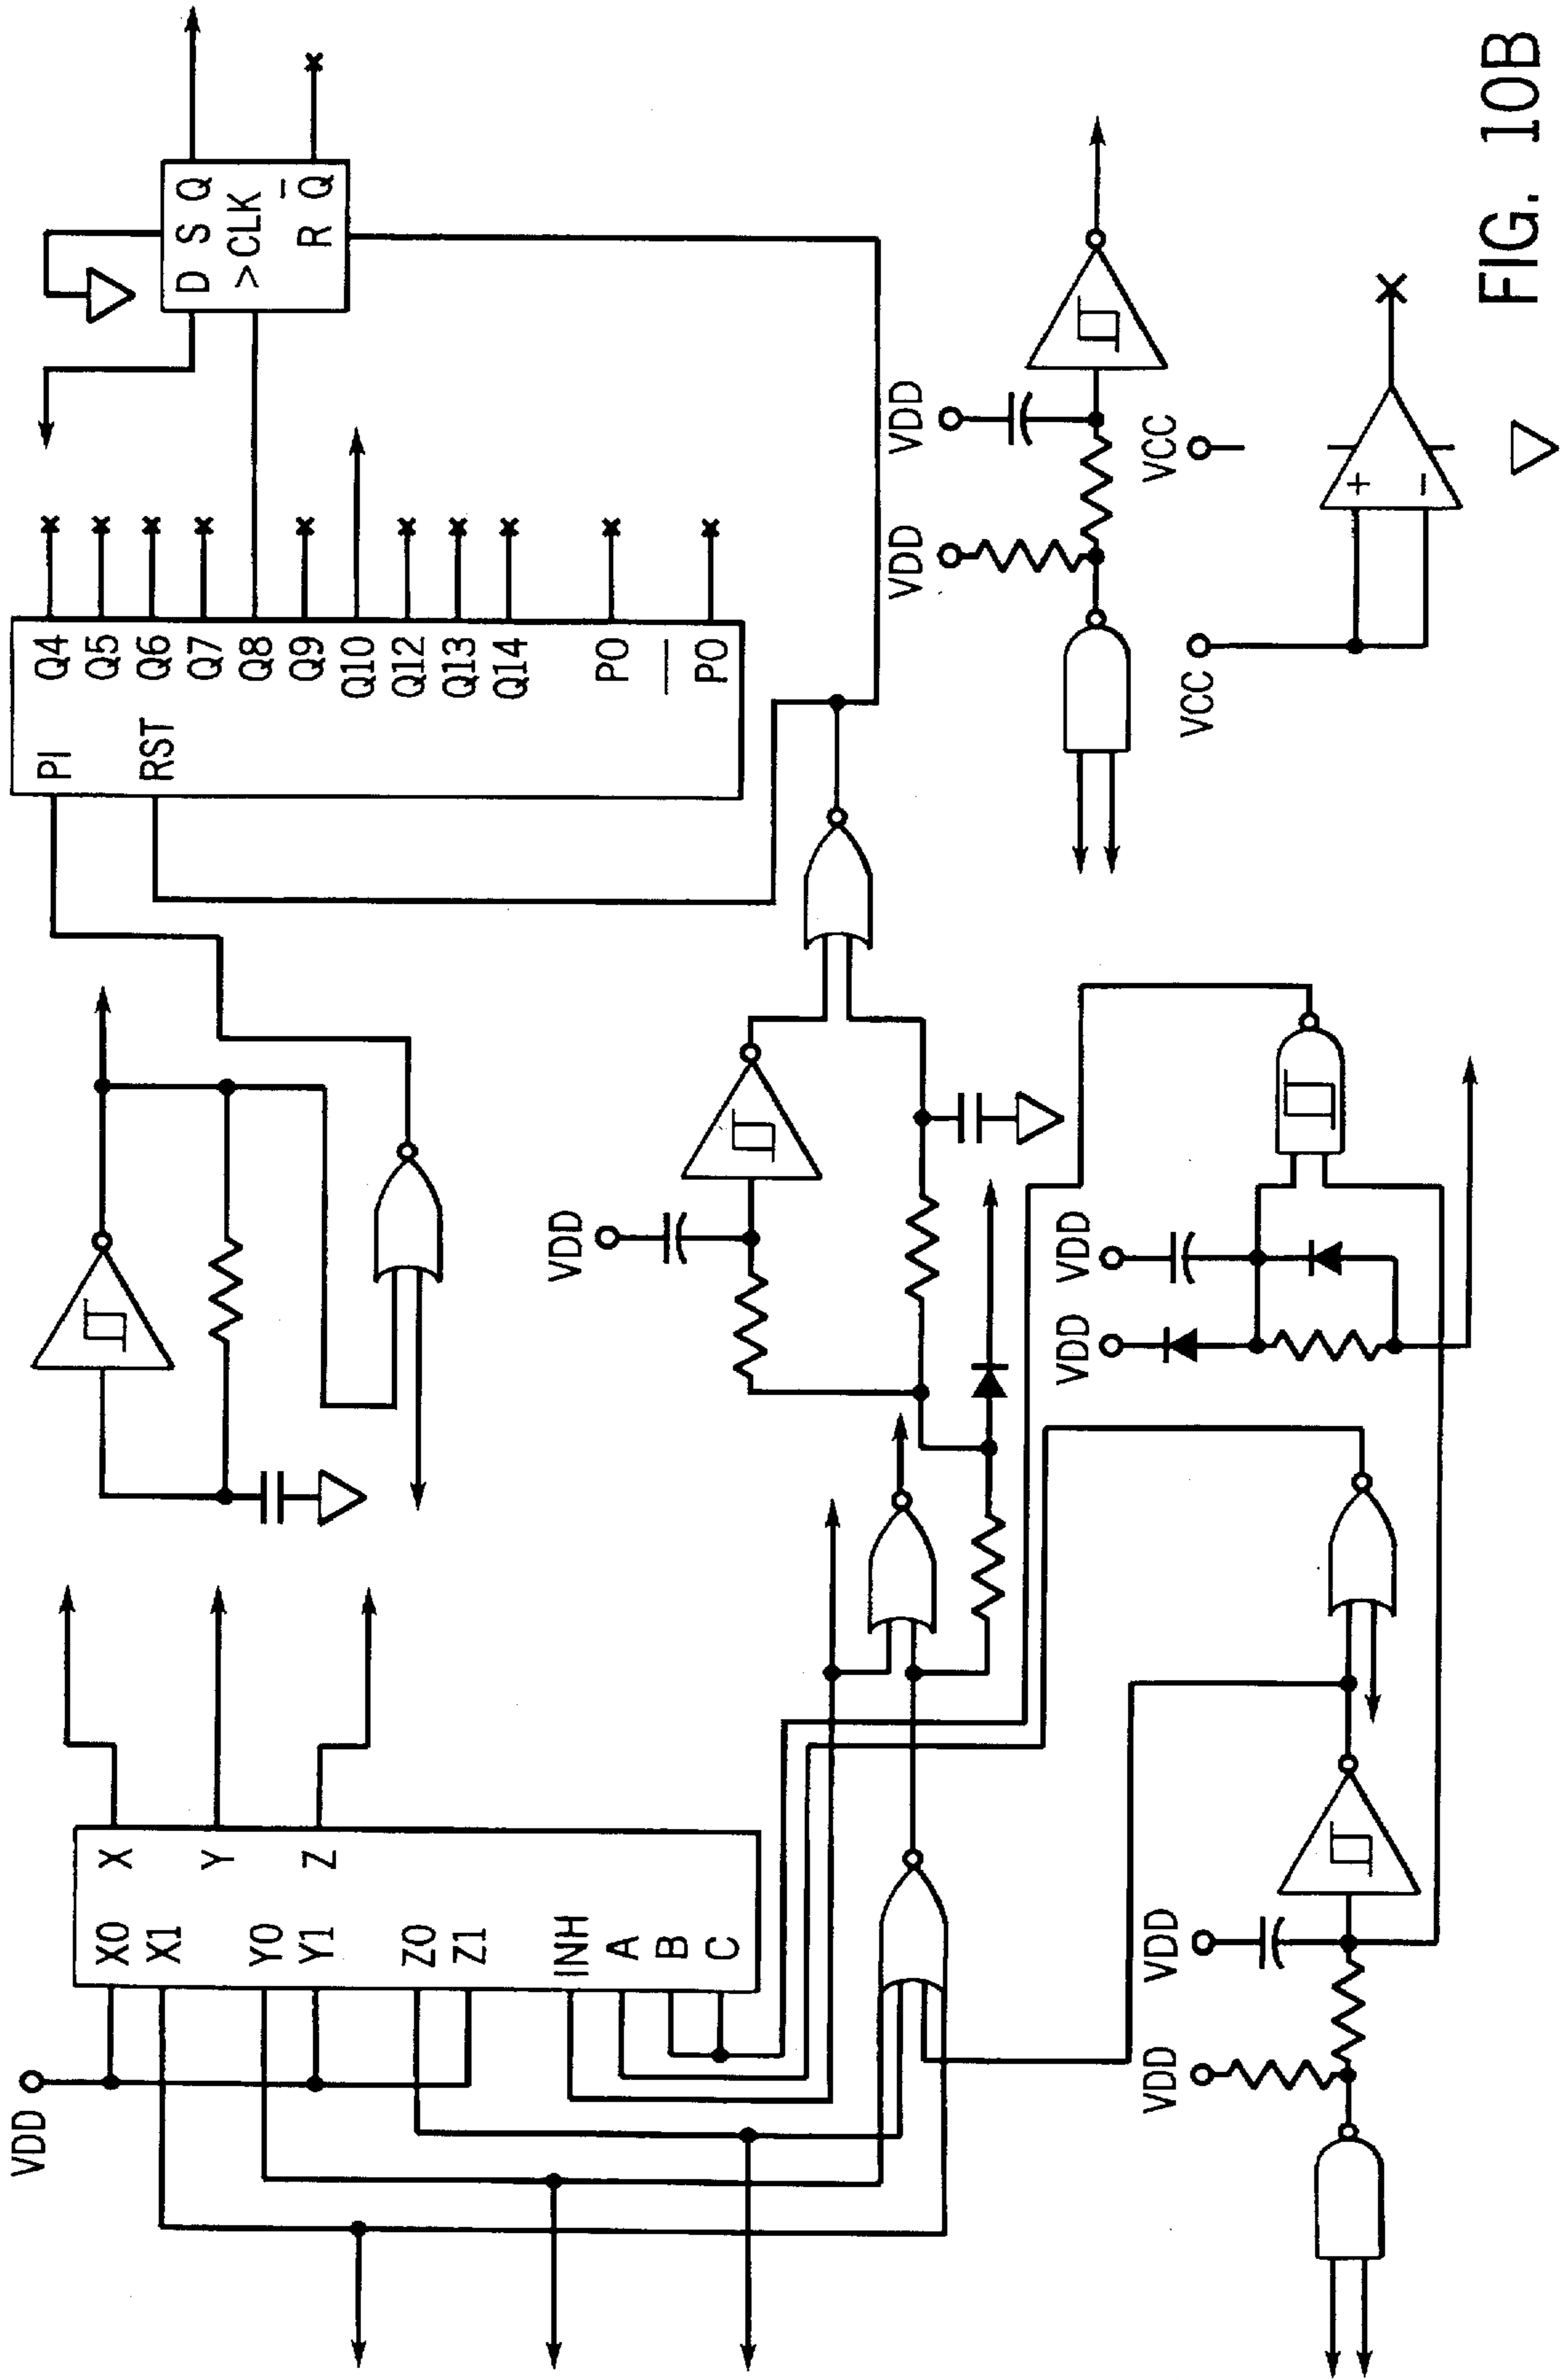 VDD
X0
X1
Y0
Y1
Z0
Z1
INH
A
B
C
X
Y
Z
PI
RST
Q4
Q5
Q6
Q7
Q8
Q9
Q10
Q12
Q13
Q14
PO
PO
D S Q
>CLK
R Q
VDD
VDD
VDD
VDD
VDD
VDD
VDD
VCC
VCC
+
−
FIG. 10B